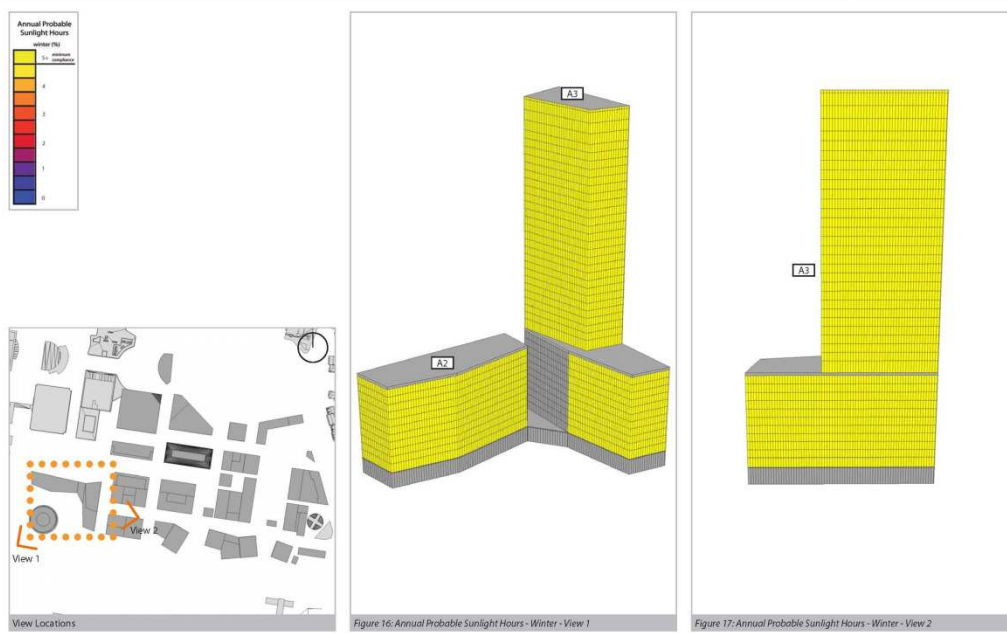 Annual Probable
Sunlight Hours
winter (%)
5+ minimum
compliance
4
3
2
1
0
View 1
View 2
View Locations
A3
A2
Figure 16: Annual Probable Sunlight Hours - Winter - View 1
A3
Figure 17: Annual Probable Sunlight Hours - Winter - View 2